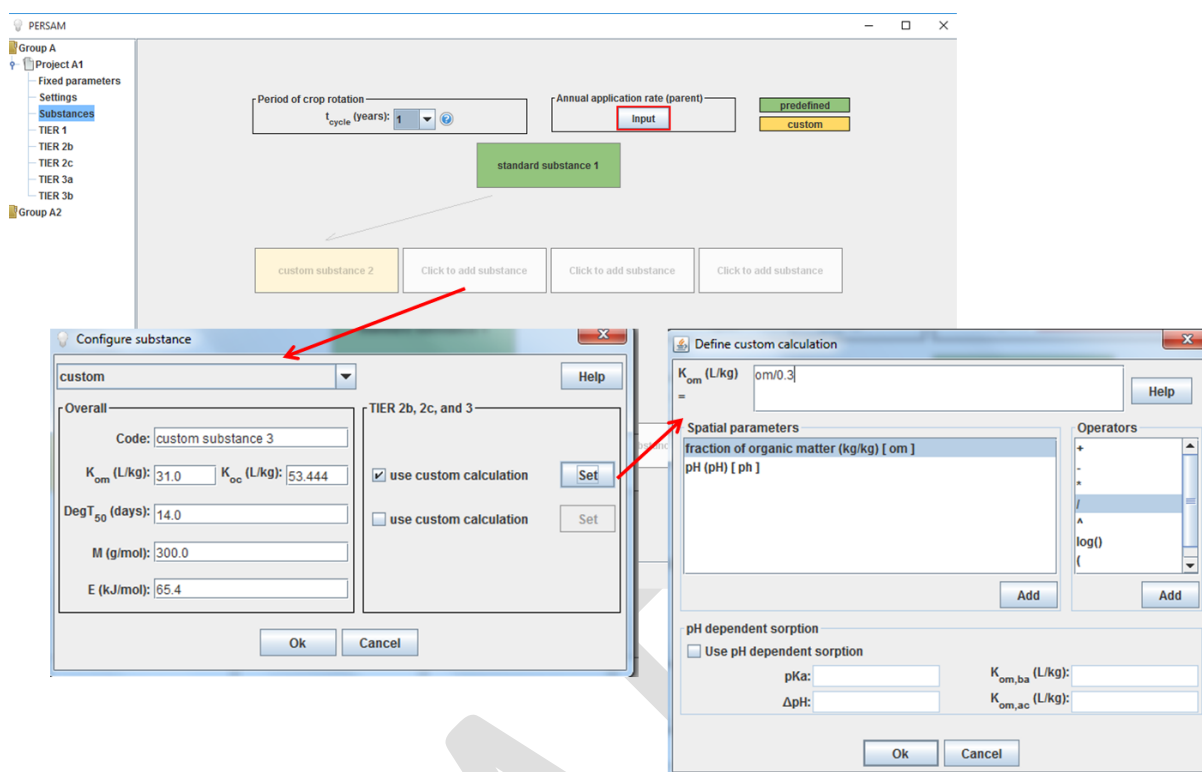 PERSAM
Group A
Project A1
Fixed parameters
Settings
Substances
TIER 1
TIER 2b
TIER 2c
TIER 3a
TIER 3b
Group A2
Period of crop rotation
tcycle (years): 1
Annual application rate (parent)
Input
predefined
custom
standard substance 1
custom substance 2
Click to add substance
Click to add substance
Click to add substance
Configure substance
custom
Help
Overall
Code: custom substance 3
Kom (L/kg): 31.0 Koc (L/kg): 53.444
DegT50 (days): 14.0
M (g/mol): 300.0
E (kJ/mol): 65.4
TIER 2b, 2c, and 3
use custom calculation Set
use custom calculation Set
Ok Cancel
Define custom calculation
Kom (L/kg) om/0.3
=
Help
Spatial parameters
fraction of organic matter (kg/kg) [ om ]
pH (pH) [ ph ]
Add
Operators
+
-
*
/
^
log()
(
Add
pH dependent sorption
Use pH dependent sorption
pKa: Kom,ba (L/kg):
ΔpH: Kom,ac (L/kg):
Ok Cancel